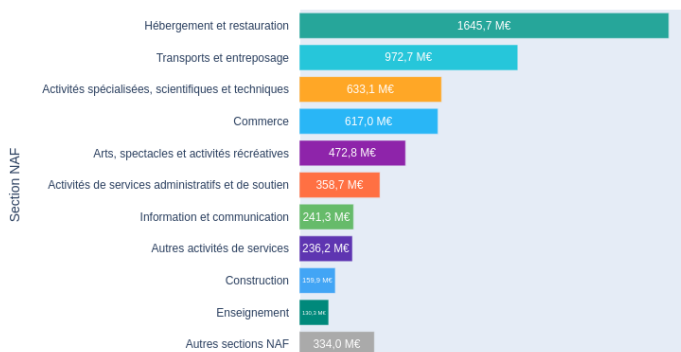 Section NAF
Hébergement et restauration 1645,7 M€
Transports et entreposage 972,7 M€
Activités spécialisées, scientifiques et techniques 633,1 M€
Commerce 617,0 M€
Arts, spectacles et activités récréatives 472,8 M€
Activités de services administratifs et de soutien 358,7 M€
Information et communication 241,3 M€
Autres activités de services 236,2 M€
Construction 159,9 M€
Enseignement M€
Autres sections NAF 334,0 M€